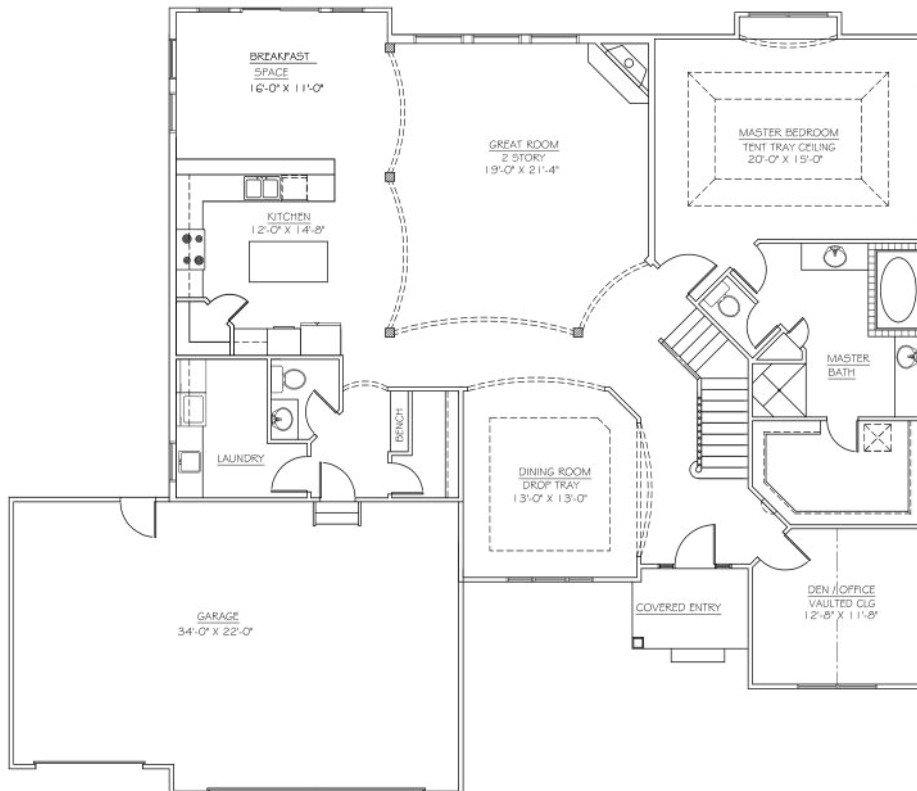 BREAKFAST
SPACE
16'-0" X 11'-0"
GREAT ROOM
2 STORY
19'-0" X 21'-4"
MASTER BEDROOM
TENT TRAY CEILING
20'-0" X 15'-0"
KITCHEN
12'-0" X 14'-8"
MASTER
BATH
BENCH
LAUNDRY
DINING ROOM
DROP TRAY
13'-0" X 13'-0"
DEN / OFFICE
VAULTED CLG
12'-8" X 11'-8"
COVERED ENTRY
GARAGE
34'-0" X 22'-0"